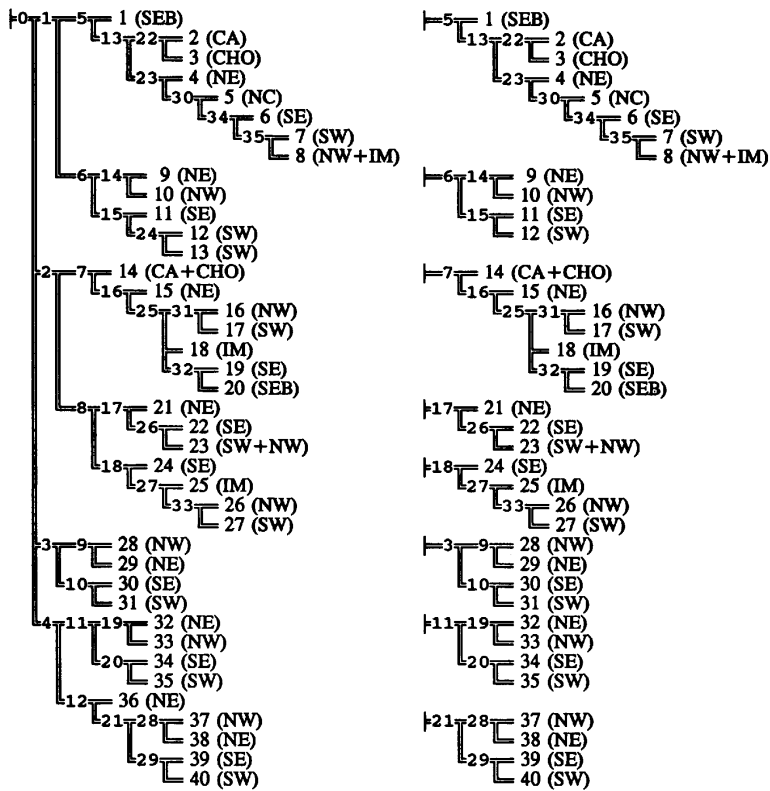 0 1 5 1 (SEB) 5 1 (SEB)
13 22 2 (CA) 13 22 2 (CA)
3 (CHO) 3 (CHO)
23 4 (NE) 23 4 (NE)
30 5 (NC) 30 5 (NC)
34 6 (SE) 34 6 (SE)
35 7 (SW) 35 7 (SW)
8 (NW+IM) 8 (NW+IM)
6 14 9 (NE) 6 14 9 (NE)
10 (NW) 10 (NW)
15 11 (SE) 15 11 (SE)
24 12 (SW) 12 (SW)
13 (SW)
2 7 14 (CA+CHO) 7 14 (CA+CHO)
16 15 (NE) 16 15 (NE)
25 31 16 (NW) 25 31 16 (NW)
17 (SW) 17 (SW)
18 (IM) 18 (IM)
32 19 (SE) 32 19 (SE)
20 (SEB) 20 (SEB)
8 17 21 (NE) 17 21 (NE)
26 22 (SE) 26 22 (SE)
23 (SW+NW) 23 (SW+NW)
18 24 (SE) 18 24 (SE)
27 25 (IM) 27 25 (IM)
33 26 (NW) 33 26 (NW)
27 (SW) 27 (SW)
3 9 28 (NW) 3 9 28 (NW)
29 (NE) 29 (NE)
10 30 (SE) 10 30 (SE)
31 (SW) 31 (SW)
4 11 19 32 (NE) 11 19 32 (NE)
33 (NW) 33 (NW)
20 34 (SE) 20 34 (SE)
35 (SW) 35 (SW)
12 36 (NE)
21 28 37 (NW) 21 28 37 (NW)
38 (NE) 38 (NE)
29 39 (SE) 29 39 (SE)
40 (SW) 40 (SW)